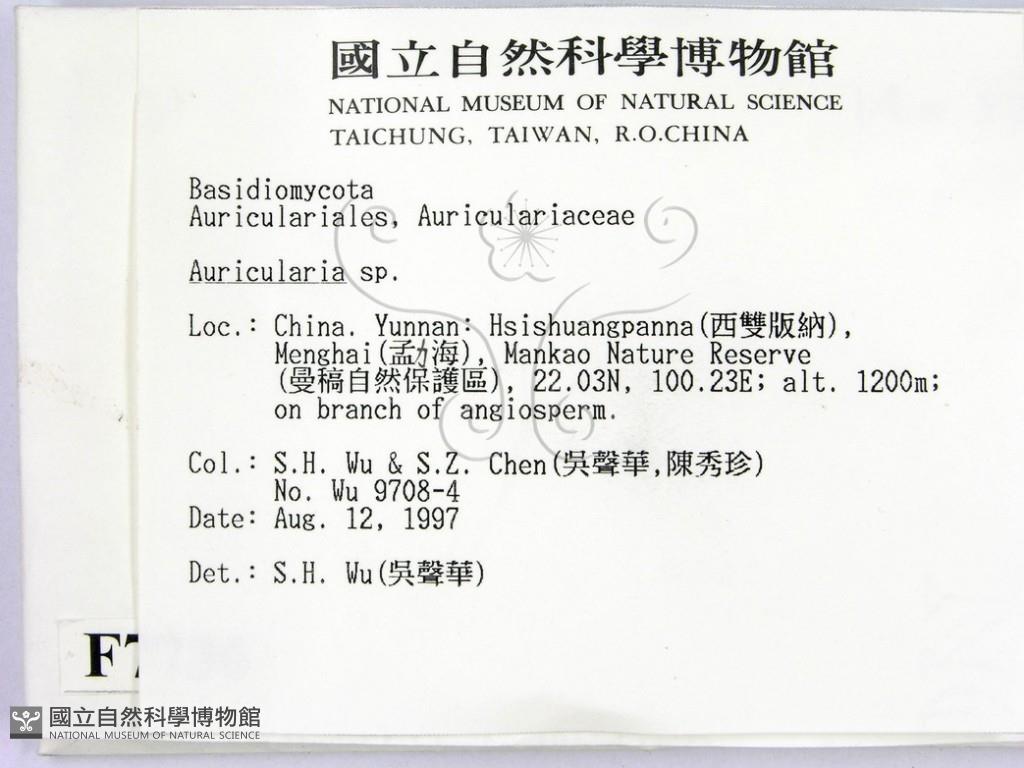 國立自然科學博物館
NATIONAL MUSEUM OF NATURAL SCIENCE
TAICHUNG, TAIWAN, R.O.CHINA
Basidiomycota
Auriculariales, Auriculariaceae
Auricularia sp.
Loc.: China. Yunnan: Hsishuangpanna(西雙版納),
Menghai(孟力海), Mankao Nature Reserve
(曼稿自然保護區), 22.03N, 100.23E; alt. 1200m;
on branch of angiosperm.
Col.: S.H. Wu & S.Z. Chen(吳聲華,陳秀珍)
No. Wu 9708-4
Date: Aug. 12, 1997
Det.: S.H. Wu(吳聲華)
F7
國立自然科學博物館
NATIONAL MUSEUM OF NATURAL SCIENCE